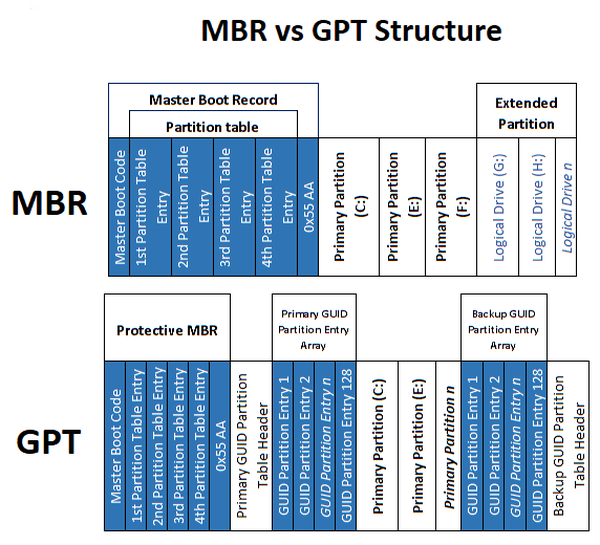 MBR vs GPT Structure
Master Boot Record
Partition table
Extended
Partition
MBR
Master Boot Code
1st Partition Table
Entry
2nd Partition Table
Entry
3rd Partition Table
Entry
4th Partition Table
Entry
0x55 AA
Primary Partition
(C:)
Primary Partition
(E:)
Primary Partition
(F:)
Logical Drive (G:)
Logical Drive (H:)
Logical Drive n
Protective MBR
Primary GUID
Partition Entry
Array
Backup GUID
Partition Entry
Array
GPT
Master Boot Code
1st Partition Table Entry
2nd Partition Table Entry
3rd Partition Table Entry
4th Partition Table Entry
0x55 AA
Primary GUID Partition
Table Header
GUID Partition Entry 1
GUID Partition Entry 2
GUID Partition Entry n
GUID Partition Entry 128
Primary Partition (C:)
Primary Partition (E:)
Primary Partition n
GUID Partition Entry 1
GUID Partition Entry 2
GUID Partition Entry n
GUID Partition Entry 128
Backup GUID Partition
Table Header